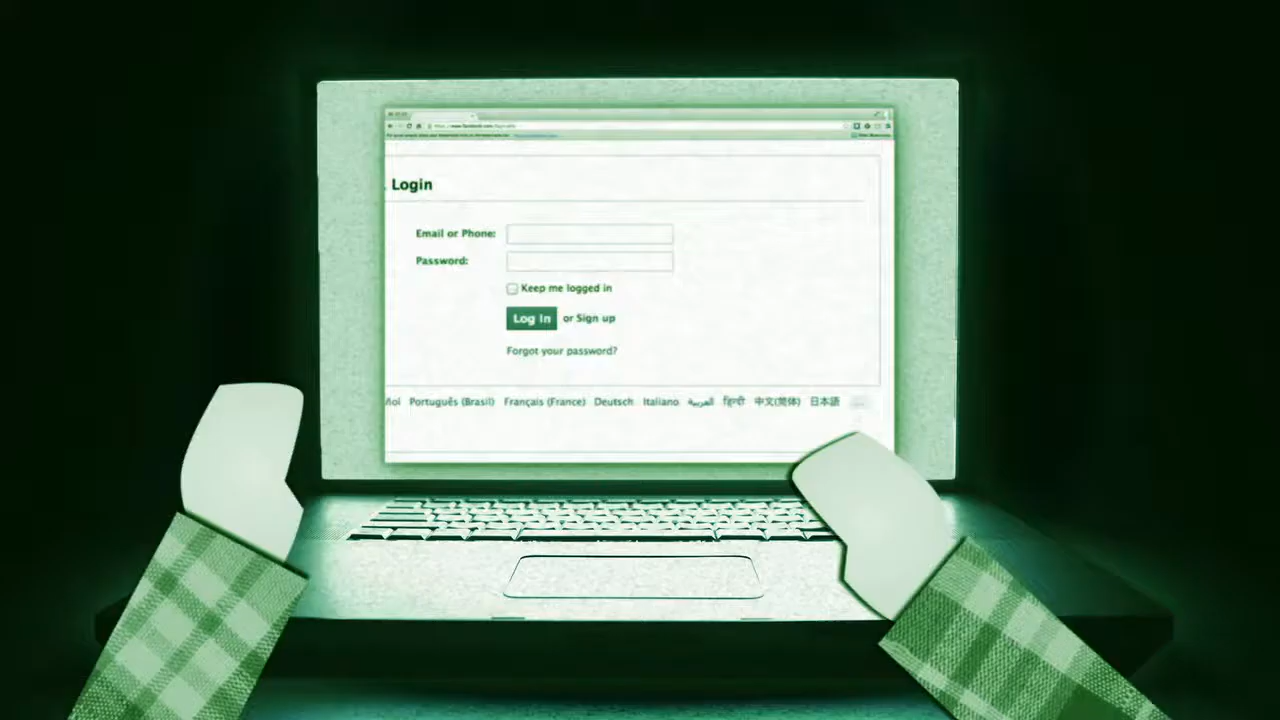 Login
Email or Phone:
Password:
Keep me logged in
Log In or Sign up
Forgot your password?
Português (Brasil) Français (France) Deutsch Italiano العربية हिन्दी 中文(简体) 日本語 ...